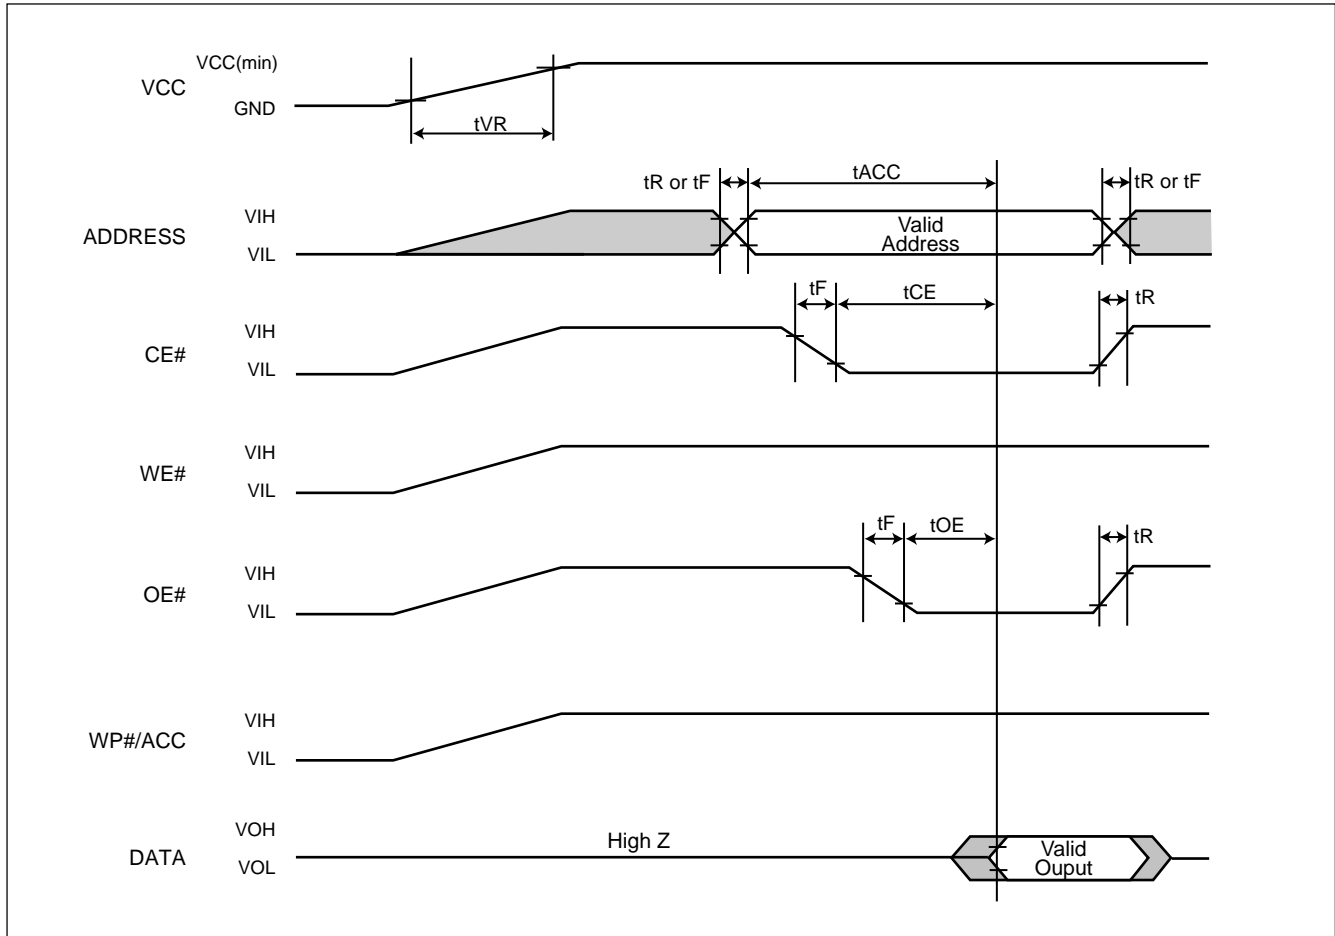 VCC(min)
VCC
GND
tVR
tR or tF
tACC
tR or tF
VIH
ADDRESS
VIL
Valid
Address
tF
tCE
tR
VIH
CE#
VIL
VIH
WE#
VIL
tF
tOE
tR
VIH
OE#
VIL
VIH
WP#/ACC
VIL
VOH
DATA
VOL
High Z
Valid
Ouput